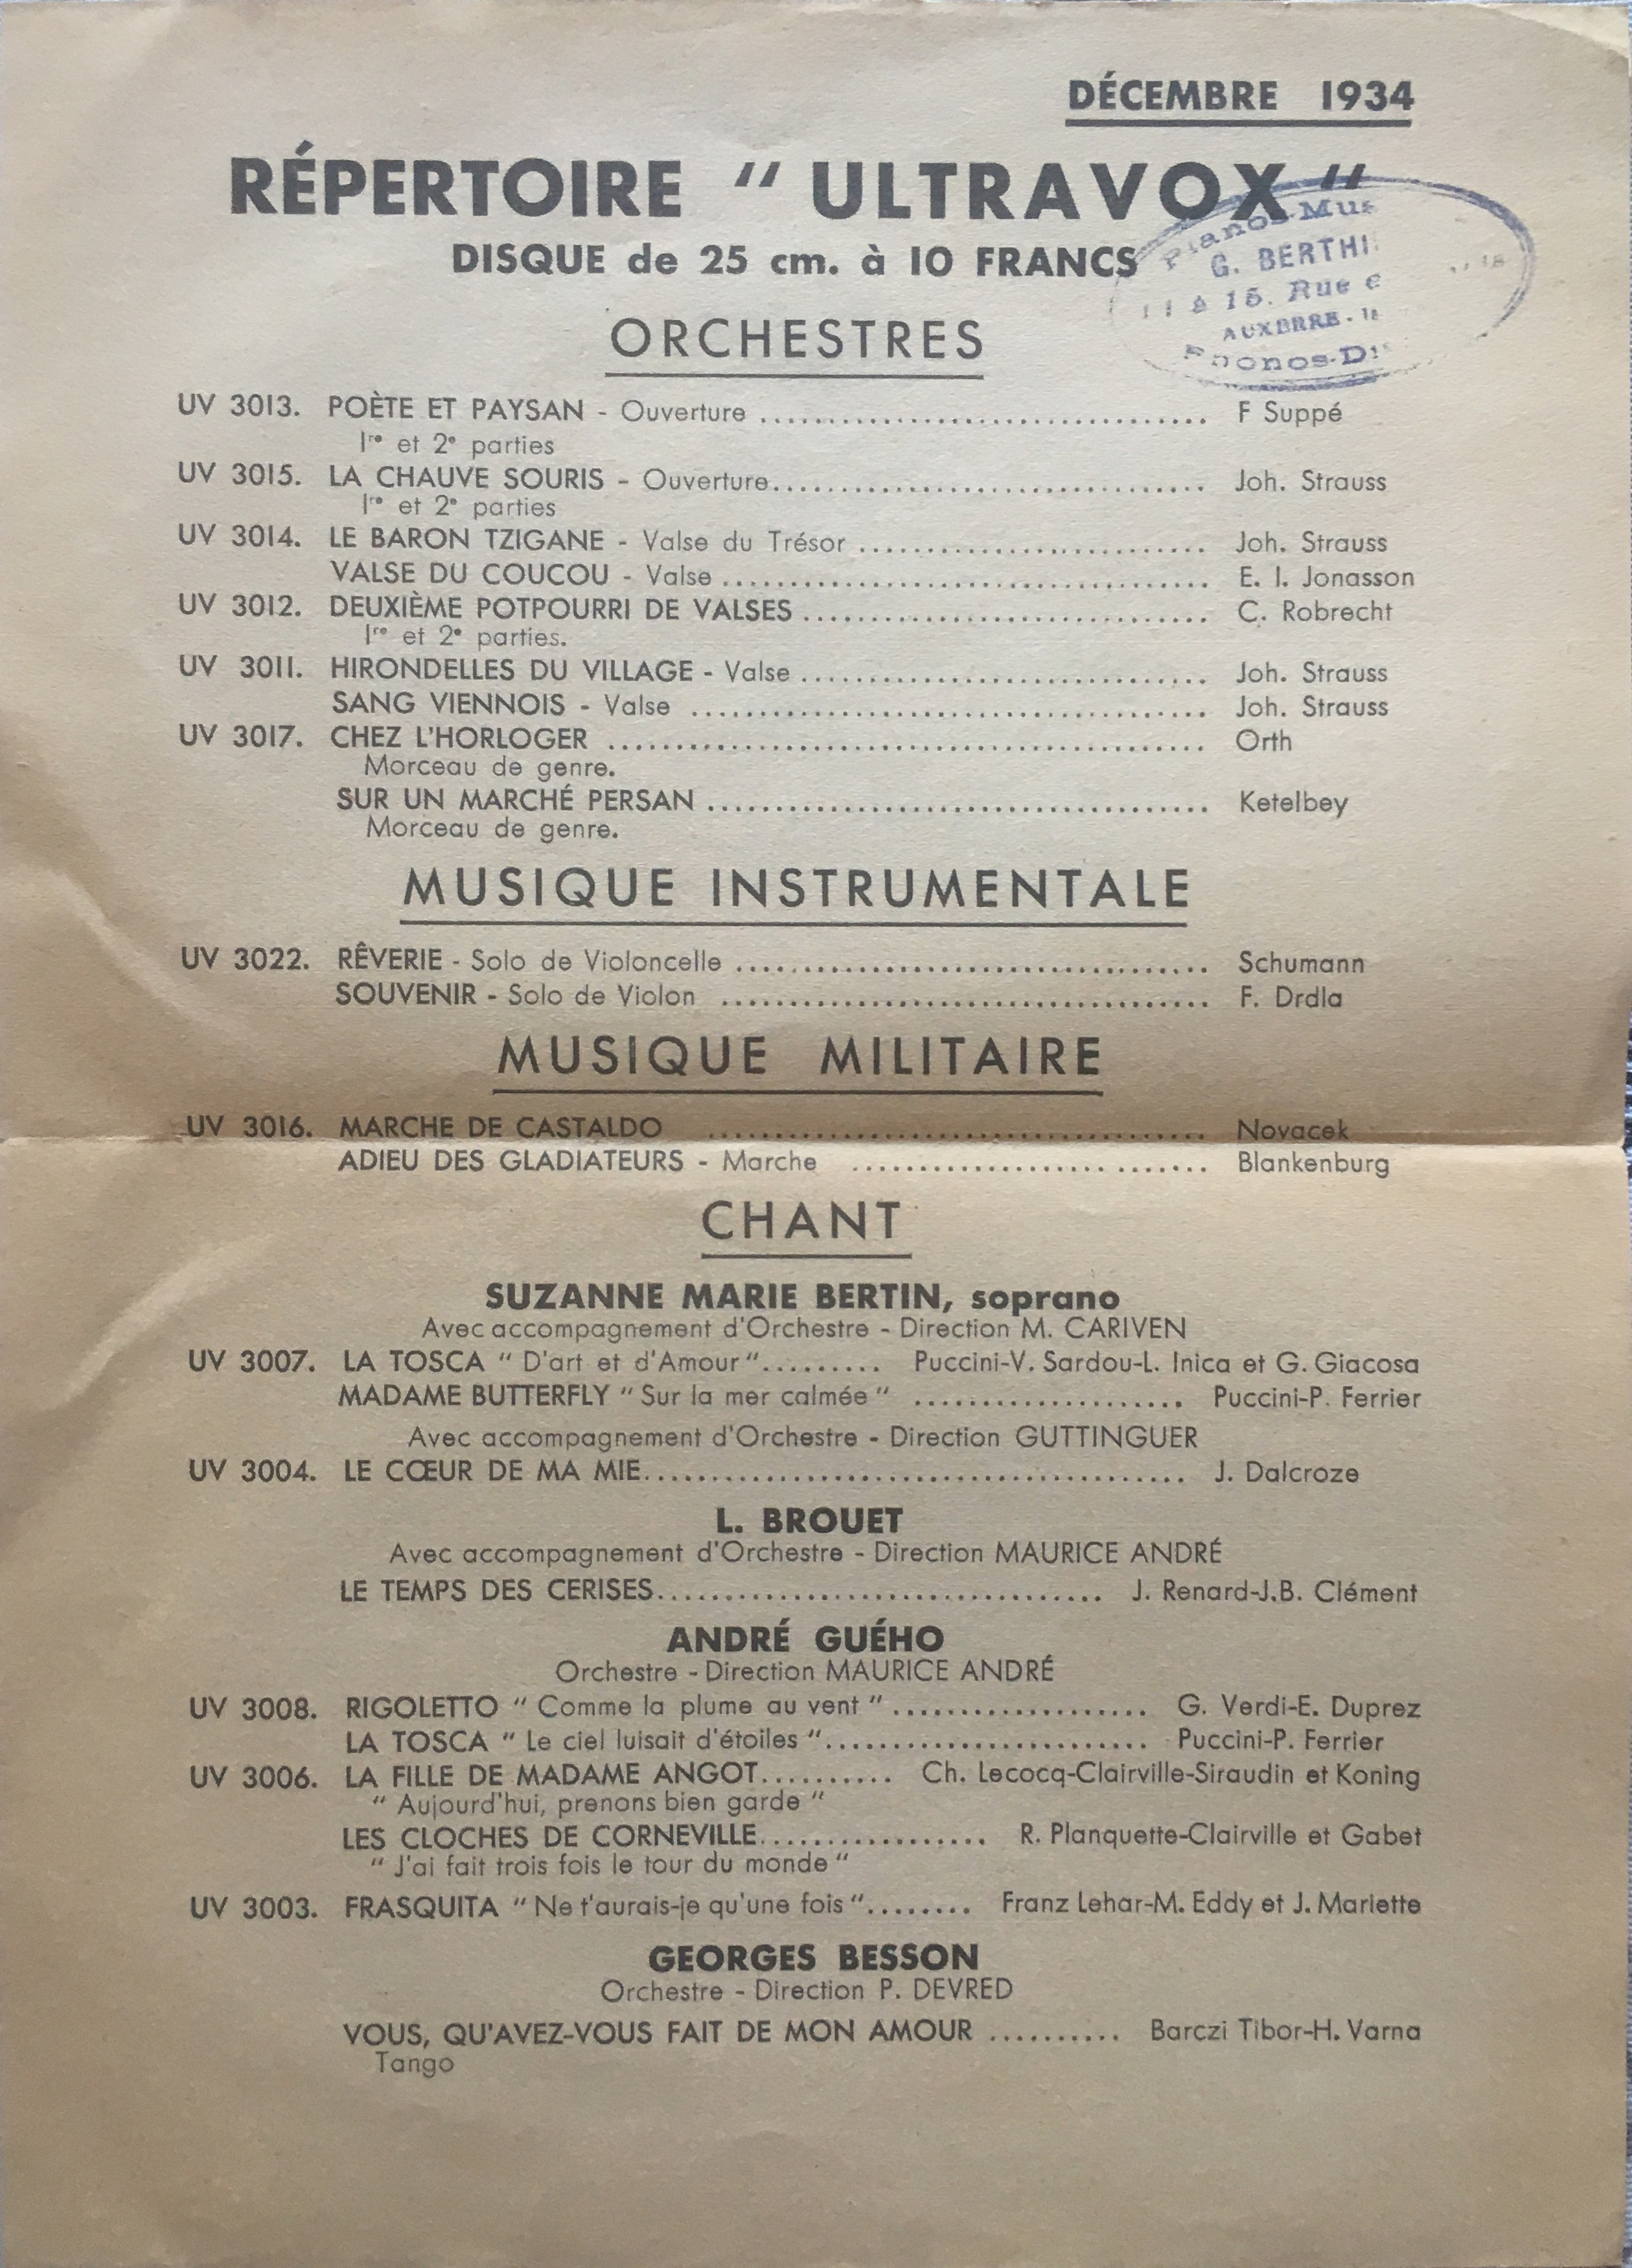 DÉCEMBRE 1934
RÉPERTOIRE " ULTRAVOX "
DISQUE de 25 cm. à 10 FRANCS
G. BERTHI
11 à 15. Rue
AUXERRE
ORCHESTRES
UV 3013. POÈTE ET PAYSAN - Ouverture .................................. F Suppé
1re et 2e parties
UV 3015. LA CHAUVE SOURIS - Ouverture................................. Joh. Strauss
1re et 2e parties
UV 3014. LE BARON TZIGANE - Valse du Trésor .......................... Joh. Strauss
VALSE DU COUCOU - Valse ..................................... E. I. Jonasson
UV 3012. DEUXIÈME POTPOURRI DE VALSES ............................... C. Robrecht
1re et 2e parties.
UV 3011. HIRONDELLES DU VILLAGE - Valse ............................... Joh. Strauss
SANG VIENNOIS - Valse ....................................... Joh. Strauss
UV 3017. CHEZ L'HORLOGER ............................................. Orth
Morceau de genre.
SUR UN MARCHÉ PERSAN ...................................... Ketelbey
Morceau de genre.
MUSIQUE INSTRUMENTALE
UV 3022. RÊVERIE - Solo de Violoncelle .................................... Schumann
SOUVENIR - Solo de Violon ..................................... F. Drdla
MUSIQUE MILITAIRE
UV 3016. MARCHE DE CASTALDO ..................................... Novacek
ADIEU DES GLADIATEURS - Marche .......................... Blankenburg
CHANT
SUZANNE MARIE BERTIN, soprano
Avec accompagnement d'Orchestre - Direction M. CARIVEN
UV 3007. LA TOSCA " D'art et d'Amour "......... Puccini-V. Sardou-L. Inica et G. Giacosa
MADAME BUTTERFLY " Sur la mer calmée " .................... Puccini-P. Ferrier
Avec accompagnement d'Orchestre - Direction GUTTINGUER
UV 3004. LE CŒUR DE MA MIE......................................... J. Dalcroze
L. BROUET
Avec accompagnement d'Orchestre - Direction MAURICE ANDRÉ
LE TEMPS DES CERISES................................. J. Renard-J.B. Clément
ANDRÉ GUÉHO
Orchestre - Direction MAURICE ANDRÉ
UV 3008. RIGOLETTO " Comme la plume au vent "................... G. Verdi-E. Duprez
LA TOSCA " Le ciel luisait d'étoiles "......................... Puccini-P. Ferrier
UV 3006. LA FILLE DE MADAME ANGOT.......... Ch. Lecocq-Clairville-Siraudin et Koning
" Aujourd'hui, prenons bien garde "
LES CLOCHES DE CORNEVILLE................. R. Planquette-Clairville et Gabet
" J'ai fait trois fois le tour du monde "
UV 3003. FRASQUITA " Ne t'aurais-je qu'une fois "........ Franz Lehar-M. Eddy et J. Marietta
GEORGES BESSON
Orchestre - Direction P. DEVRED
VOUS, QU'AVEZ-VOUS FAIT DE MON AMOUR .......... Barczi Tibor-H. Varna
Tango